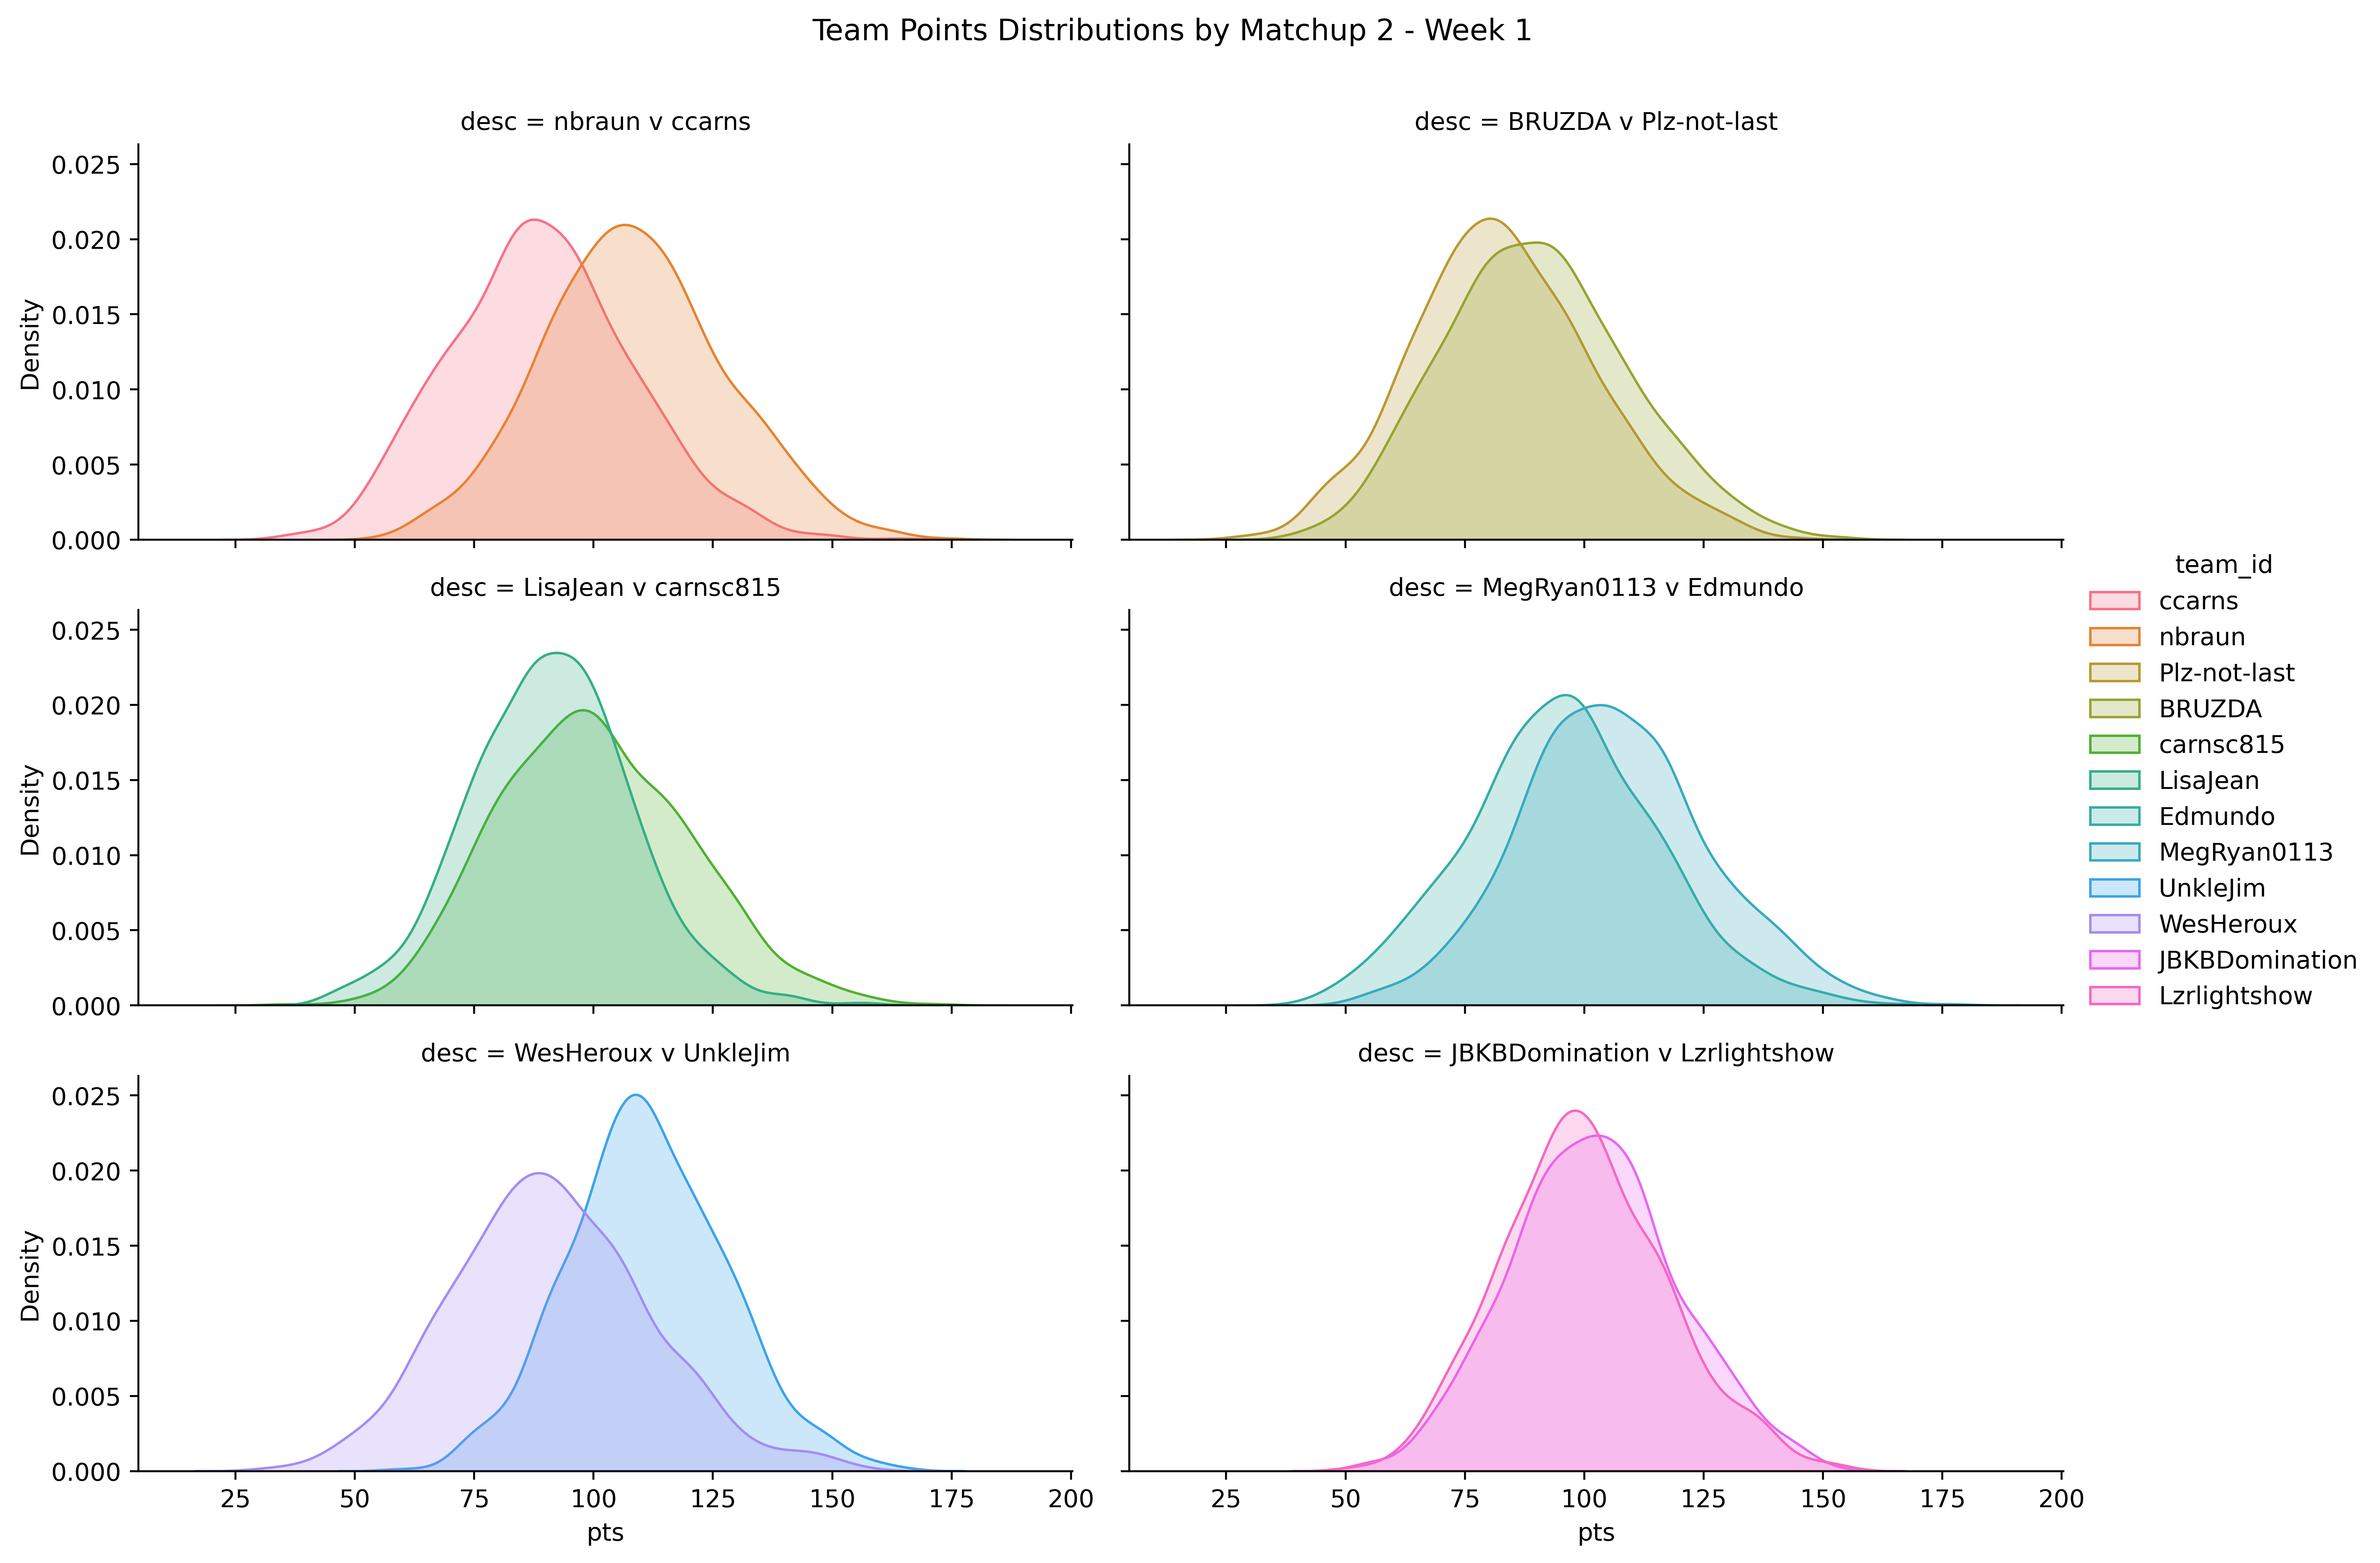 Team Points Distributions by Matchup 2 - Week 1
desc = nbraun v ccarns
desc = BRUZDA v Plz-not-last
0.025
0.020
0.015
0.010
0.005
0.000
Density
desc = LisaJean v carnsc815
desc = MegRyan0113 v Edmundo
0.025
0.020
0.015
0.010
0.005
0.000
Density
desc = WesHeroux v UnkleJim
desc = JBKBDomination v Lzrlightshow
0.025
0.020
0.015
0.010
0.005
0.000
Density
25 50 75 100 125 150 175 200
pts
25 50 75 100 125 150 175 200
pts
team_id
ccarns
nbraun
Plz-not-last
BRUZDA
carnsc815
LisaJean
Edmundo
MegRyan0113
UnkleJim
WesHeroux
JBKBDomination
Lzrlightshow